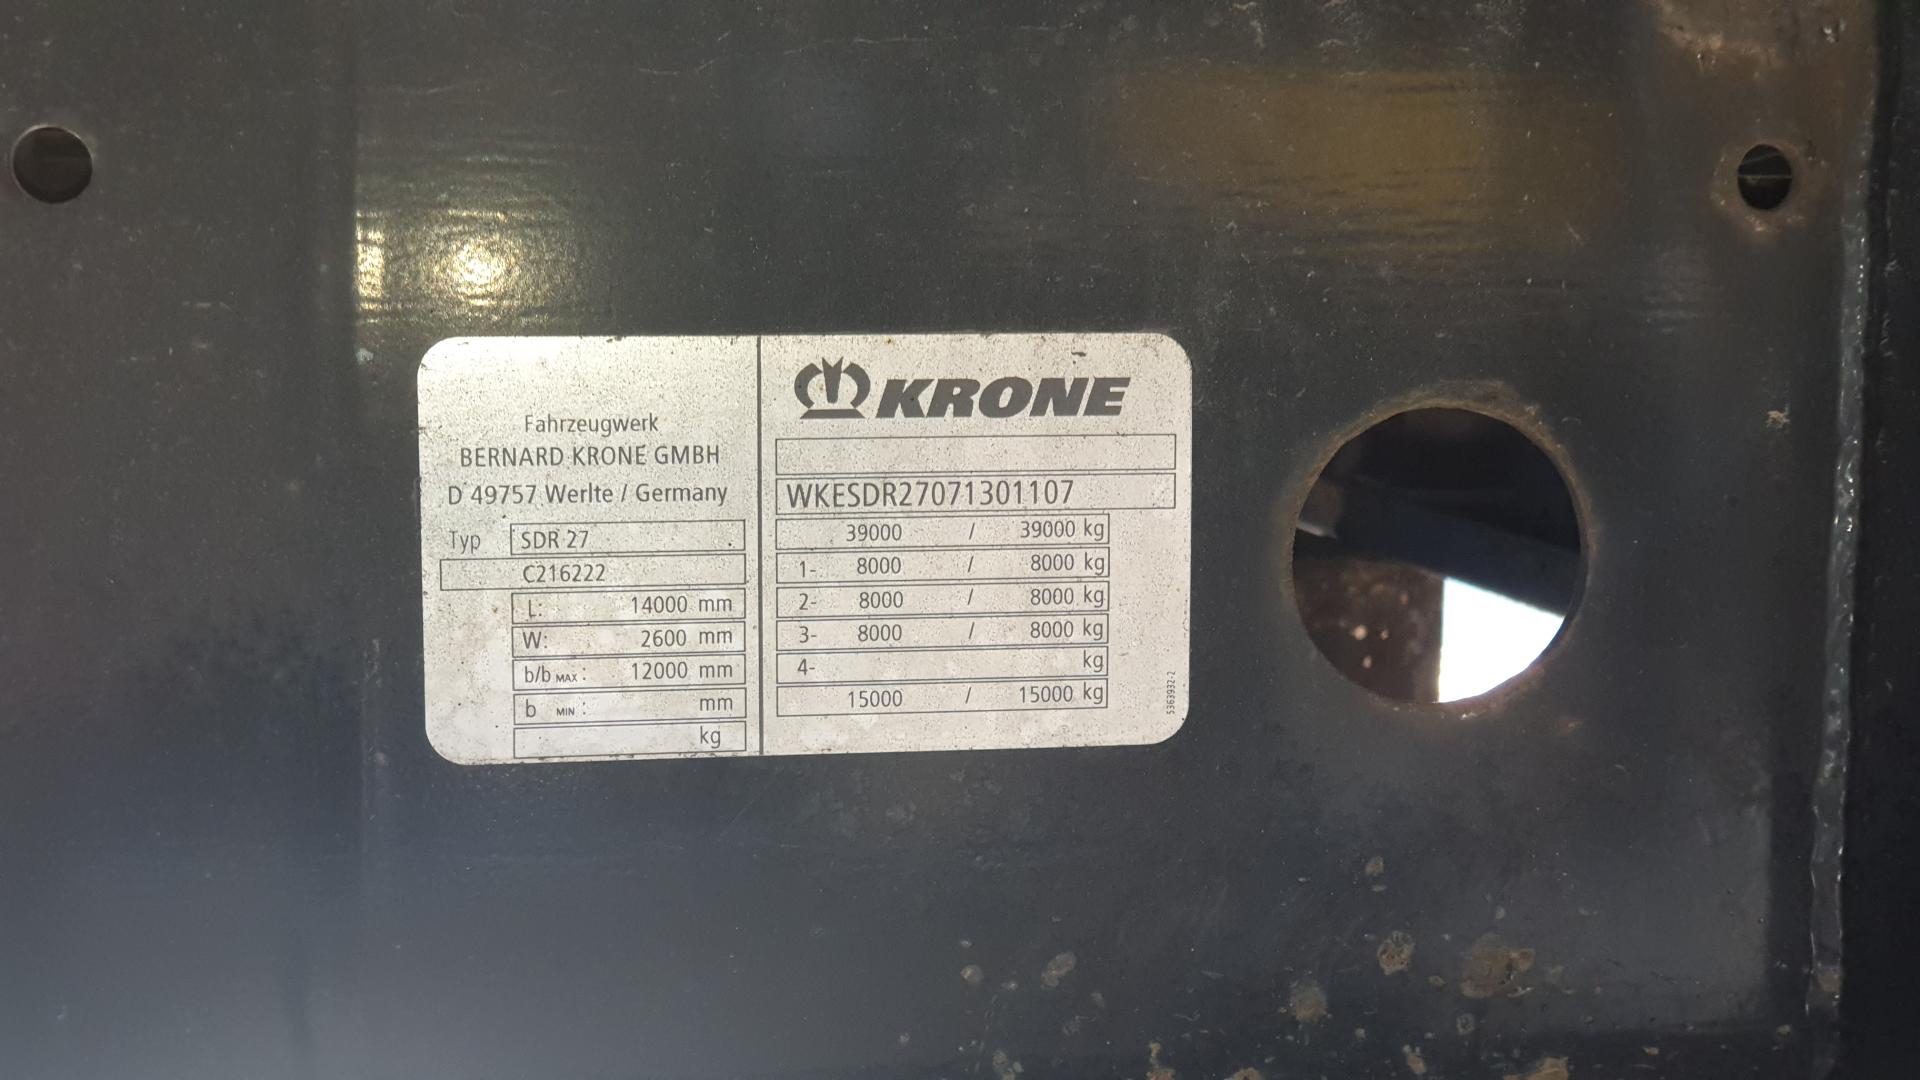 Fahrzeugwerk
BERNARD KRONE GMBH
D 49757 Werlte / Germany
Typ SDR 27
C216222
L: 14000 mm
W: 2600 mm
b/b MAX : 12000 mm
b MIN : mm
kg
KRONE
WKESDR27071301107
39000 / 39000 kg
1- 8000 / 8000 kg
2- 8000 / 8000 kg
3- 8000 / 8000 kg
4- kg
15000 / 15000 kg
5363932-2